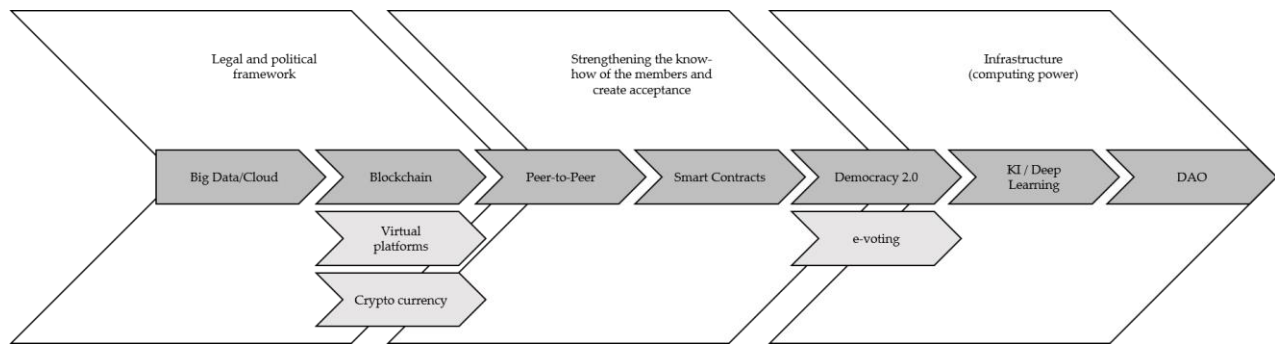 Legal and political
framework
Strengthening the know-
how of the members and
create acceptance
Infrastructure
(computing power)
Big Data/Cloud
Blockchain
Peer-to-Peer
Smart Contracts
Democracy 2.0
KI / Deep
Learning
DAO
Virtual
platforms
e-voting
Crypto currency